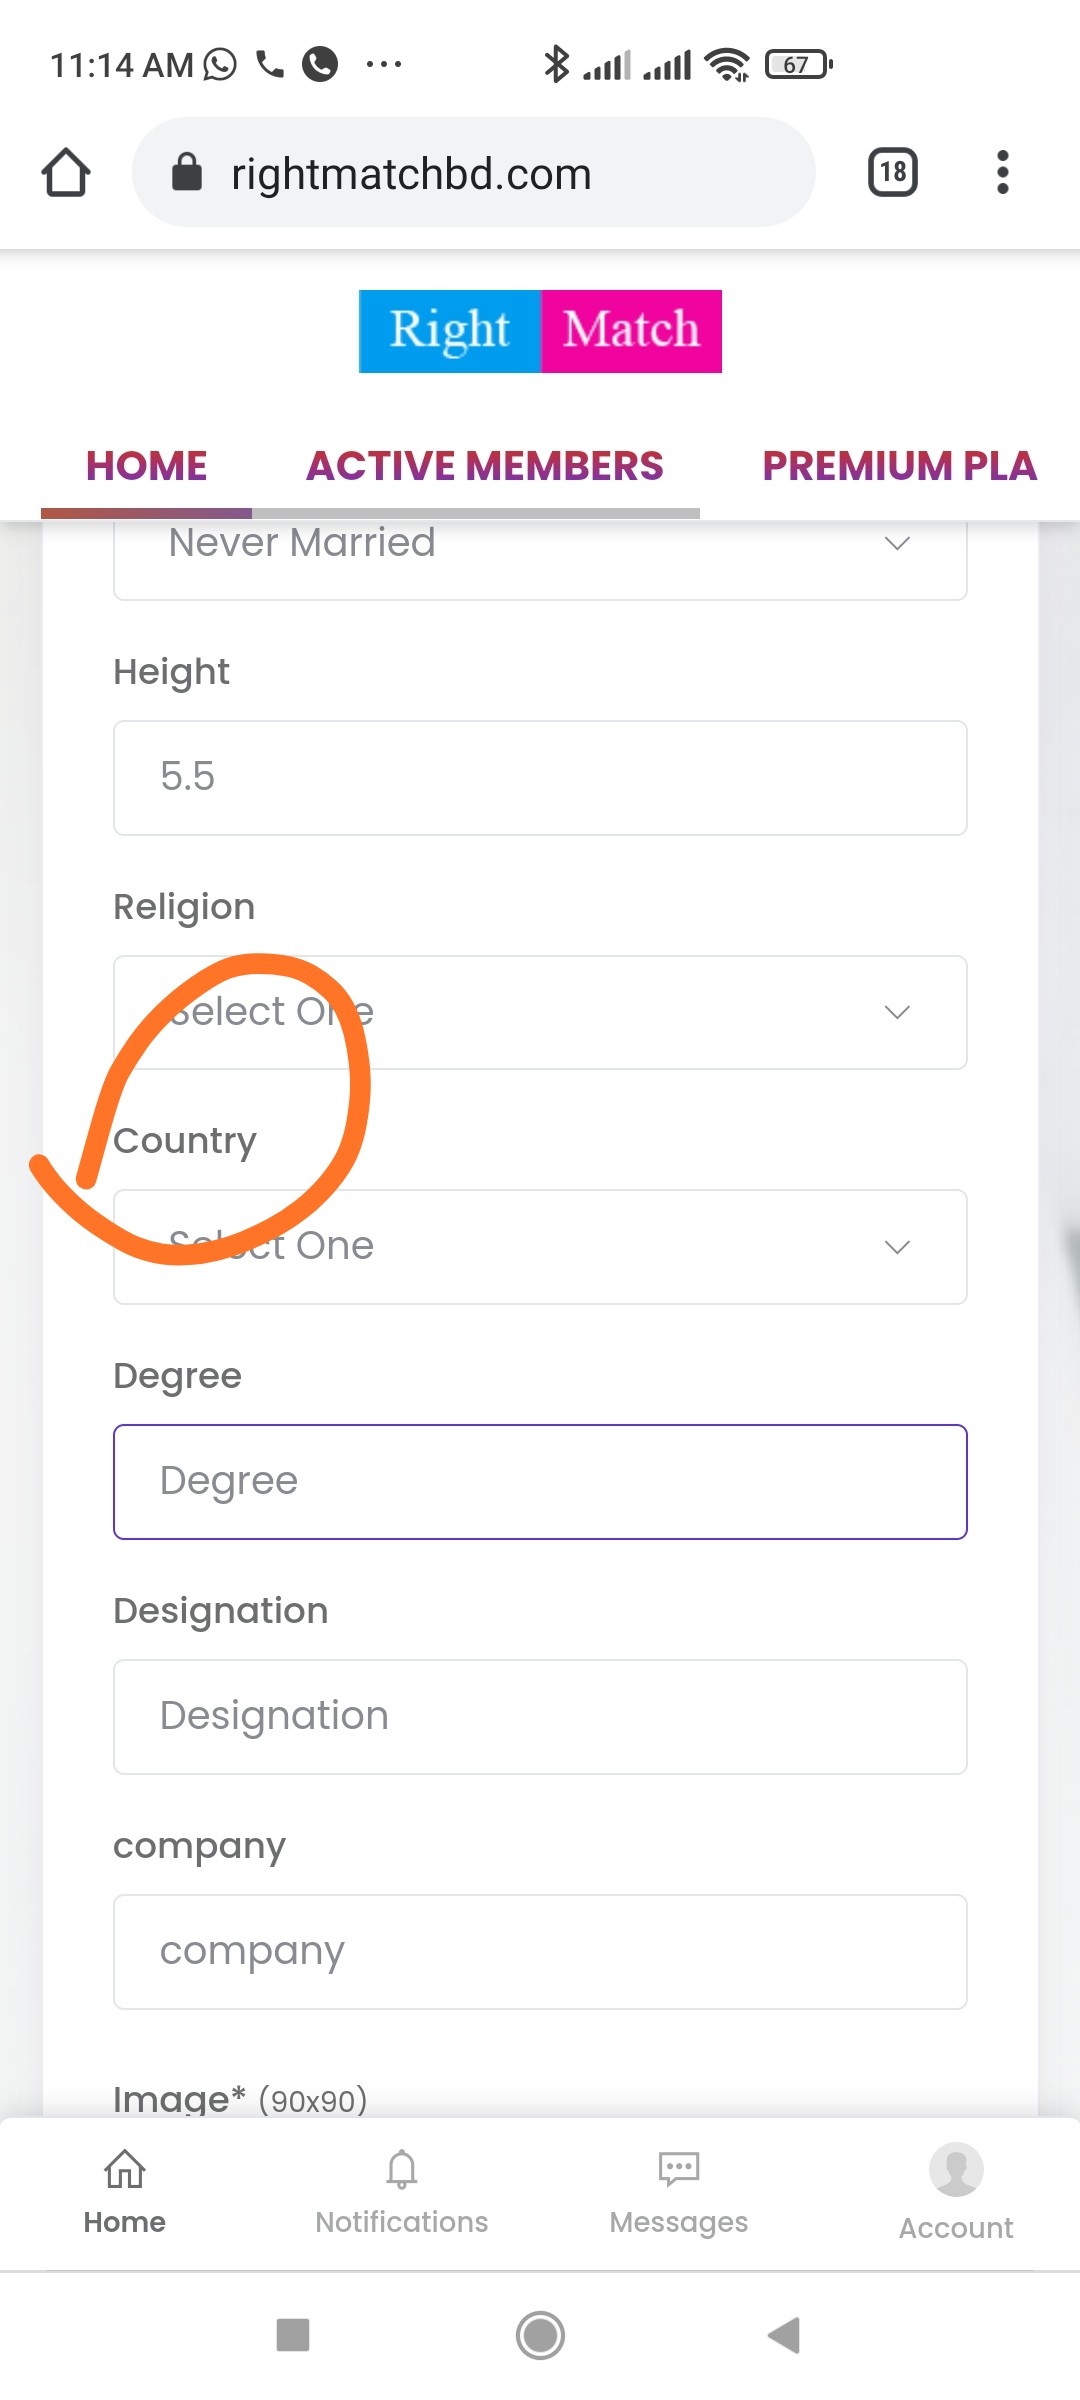 11:14 AM
67
rightmatchbd.com
18
Right Match
HOME ACTIVE MEMBERS PREMIUM PLA
Never Married
Height
5.5
Religion
Select One
Country
Select One
Degree
Degree
Designation
Designation
company
company
Image* (90x90)
Home Notifications Messages Account